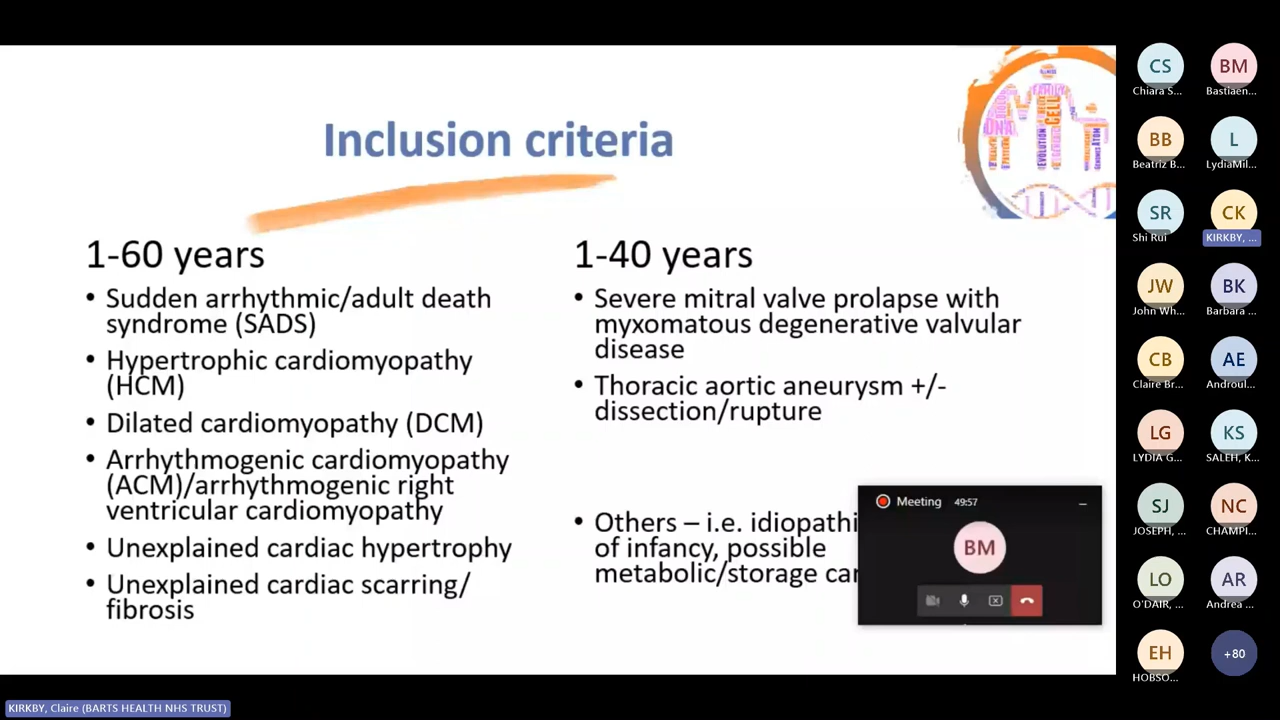 Inclusion criteria
1-60 years
• Sudden arrhythmic/adult death
syndrome (SADS)
• Hypertrophic cardiomyopathy
(HCM)
• Dilated cardiomyopathy (DCM)
• Arrhythmogenic cardiomyopathy
(ACM)/arrhythmogenic right
ventricular cardiomyopathy
• Unexplained cardiac hypertrophy
• Unexplained cardiac scarring/
fibrosis
1-40 years
• Severe mitral valve prolapse with
myxomatous degenerative valvular
disease
• Thoracic aortic aneurysm +/-
dissection/rupture
• Others – i.e. idiopathi
of infancy, possible
metabolic/storage car
DNA
FAMILY
CELL
EVOLUTION
Meeting 49:57
BM
CS
Chiara S...
BM
Bastiaen...
BB
Beatriz B...
L
LydiaMil...
SR
Shi Rui
CK
KIRKBY, ...
JW
John Wh...
BK
Barbara ...
CB
Claire Br...
AE
Androul...
LG
LYDIA G...
KS
SALEH, K...
SJ
JOSEPH, ...
NC
CHAMPI...
LO
O'DAIR, ...
AR
Andrea ...
EH
HOBSO...
+80
KIRKBY, Claire (BARTS HEALTH NHS TRUST)